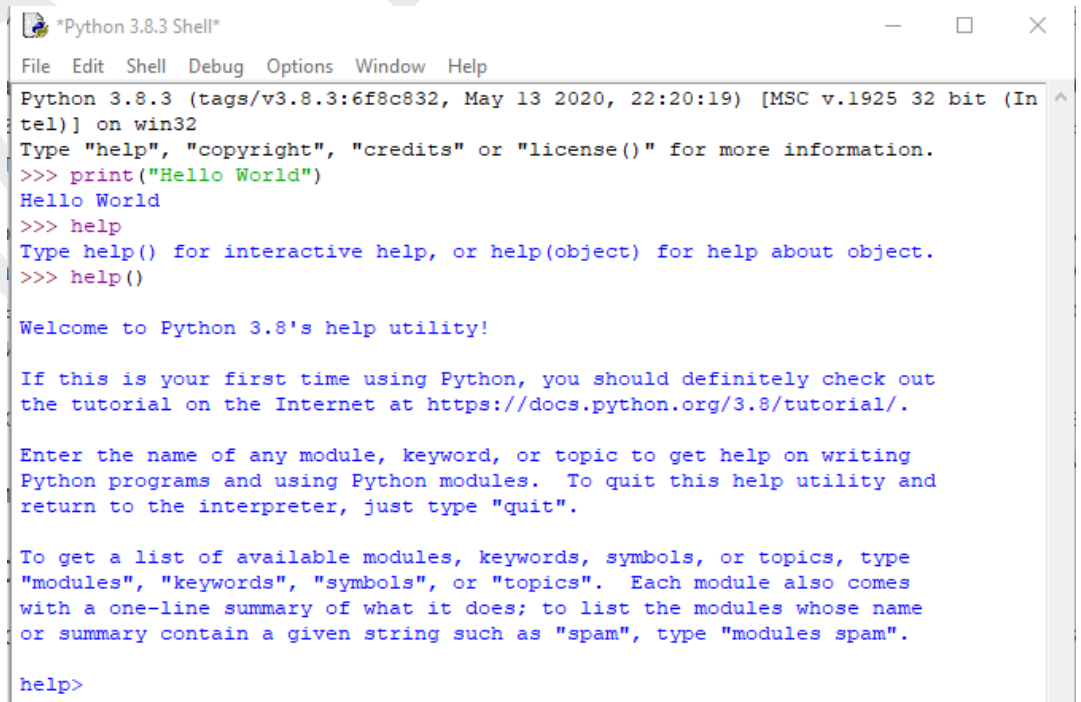 *Python 3.8.3 Shell*
File Edit Shell Debug Options Window Help
Python 3.8.3 (tags/v3.8.3:6f8c832, May 13 2020, 22:20:19) [MSC v.1925 32 bit (In
tel)] on win32
Type "help", "copyright", "credits" or "license()" for more information.
>>> print("Hello World")
Hello World
>>> help
Type help() for interactive help, or help(object) for help about object.
>>> help()
Welcome to Python 3.8's help utility!
If this is your first time using Python, you should definitely check out
the tutorial on the Internet at https://docs.python.org/3.8/tutorial/.
Enter the name of any module, keyword, or topic to get help on writing
Python programs and using Python modules.  To quit this help utility and
return to the interpreter, just type "quit".
To get a list of available modules, keywords, symbols, or topics, type
"modules", "keywords", "symbols", or "topics".  Each module also comes
with a one-line summary of what it does; to list the modules whose name
or summary contain a given string such as "spam", type "modules spam".
help>